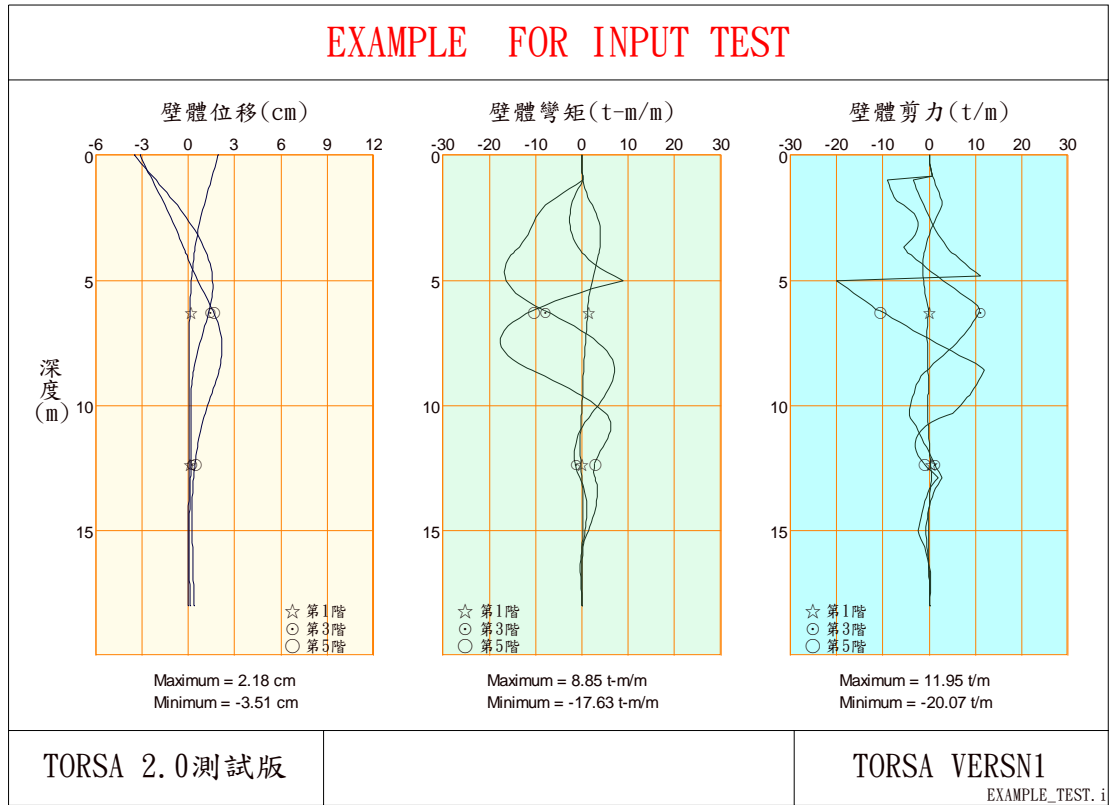 EXAMPLE FOR INPUT TEST
壁體位移(cm)
-6 -3 0 3 6 9 12
0
5
10
15
深度
(m)
☆ 第1階
⊙ 第3階
○ 第5階
Maximum = 2.18 cm
Minimum = -3.51 cm
壁體彎矩(t-m/m)
-30 -20 -10 0 10 20 30
0
5
10
15
☆ 第1階
⊙ 第3階
○ 第5階
Maximum = 8.85 t-m/m
Minimum = -17.63 t-m/m
壁體剪力(t/m)
-30 -20 -10 0 10 20 30
0
5
10
15
☆ 第1階
⊙ 第3階
○ 第5階
Maximum = 11.95 t/m
Minimum = -20.07 t/m
TORSA 2.0測試版
TORSA VERSN1
EXAMPLE_TEST.i